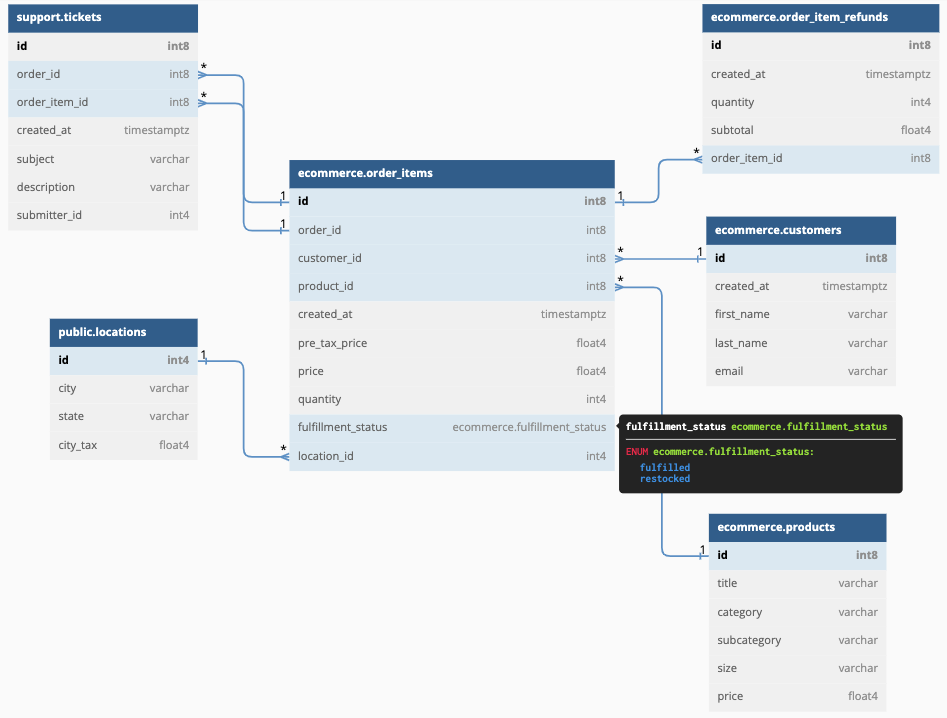 support.tickets
id int8
order_id int8
order_item_id int8
created_at timestamptz
subject varchar
description varchar
submitter_id int4
*
*
ecommerce.order_items
1 id int8 1
1 order_id int8
customer_id int8 *
product_id int8 *
created_at timestamptz
pre_tax_price float4
price float4
quantity int4
fulfillment_status ecommerce.fulfillment_status
* location_id int4
ecommerce.order_item_refunds
id int8
created_at timestamptz
quantity int4
subtotal float4
* order_item_id int8
ecommerce.customers
1 id int8
created_at timestamptz
first_name varchar
last_name varchar
email varchar
public.locations
id int4 1
city varchar
state varchar
city_tax float4
fulfillment_status ecommerce.fulfillment_status
ENUM ecommerce.fulfillment_status:
fulfilled
restocked
ecommerce.products
1 id int8
title varchar
category varchar
subcategory varchar
size varchar
price float4